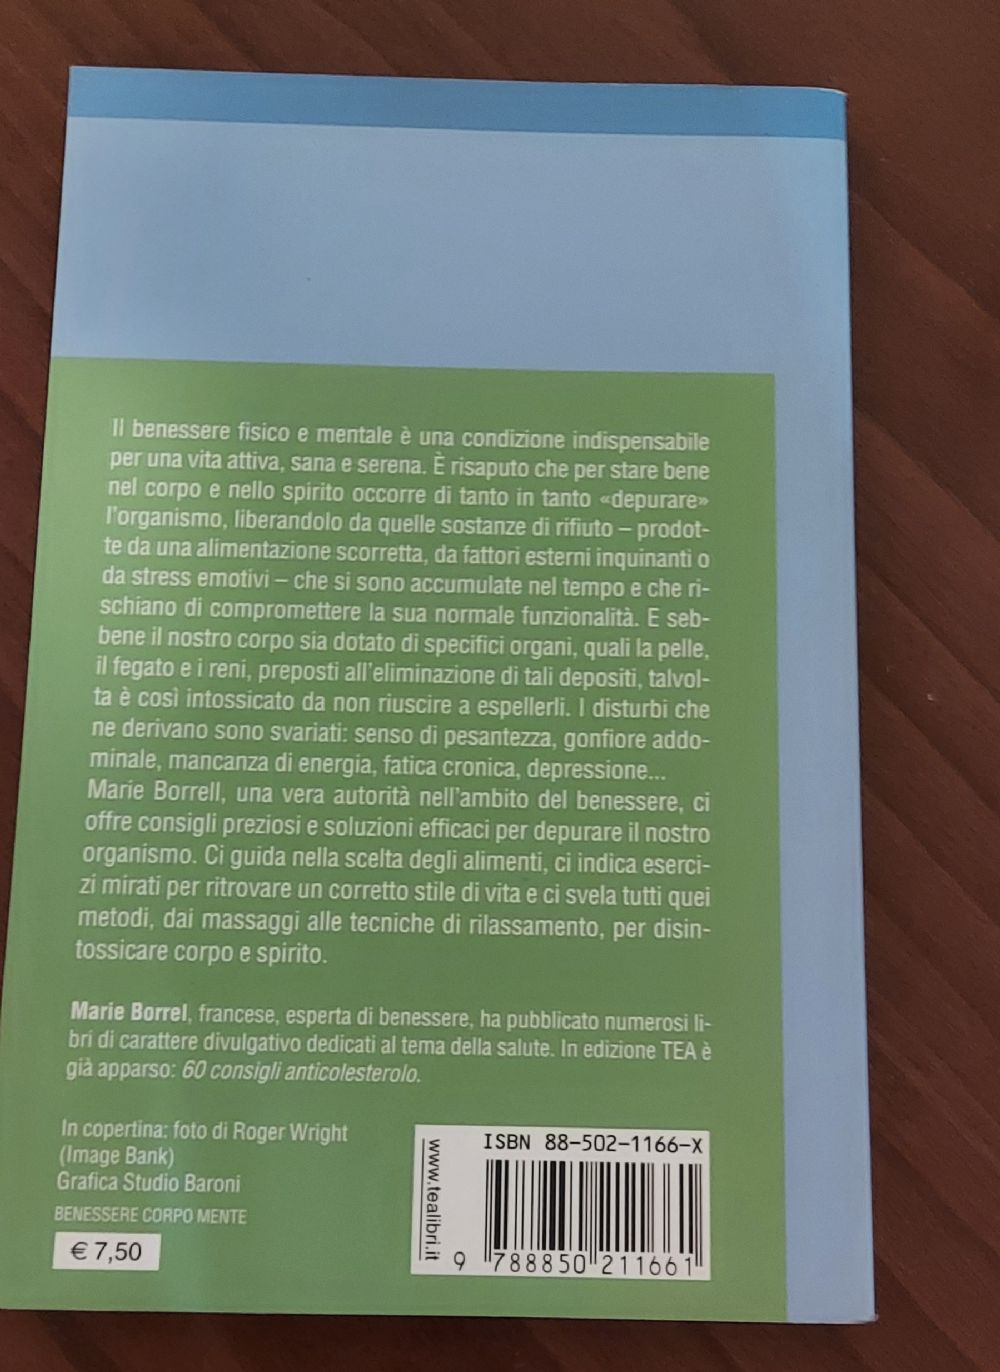 Il benessere fisico e mentale è una condizione indispensabile
per una vita attiva, sana e serena. È risaputo che per stare bene
nel corpo e nello spirito occorre di tanto in tanto «depurare»
l'organismo, liberandolo da quelle sostanze di rifiuto – prodot-
te da una alimentazione scorretta, da fattori esterni inquinanti o
da stress emotivi – che si sono accumulate nel tempo e che ri-
schiano di compromettere la sua normale funzionalità. E seb-
bene il nostro corpo sia dotato di specifici organi, quali la pelle,
il fegato e i reni, preposti all'eliminazione di tali depositi, talvol-
ta è così intossicato da non riuscire a espellerli. I disturbi che
ne derivano sono svariati: senso di pesantezza, gonfiore addo-
minale, mancanza di energia, fatica cronica, depressione...
Marie Borrell, una vera autorità nell'ambito del benessere, ci
offre consigli preziosi e soluzioni efficaci per depurare il nostro
organismo. Ci guida nella scelta degli alimenti, ci indica eserci-
zi mirati per ritrovare un corretto stile di vita e ci svela tutti quei
metodi, dai massaggi alle tecniche di rilassamento, per disin-
tossicare corpo e spirito.
Marie Borrel, francese, esperta di benessere, ha pubblicato numerosi li-
bri di carattere divulgativo dedicati al tema della salute. In edizione TEA è
già apparso: 60 consigli anticolesterolo.
In copertina: foto di Roger Wright
(Image Bank)
Grafica Studio Baroni
BENESSERE CORPO MENTE
€ 7,50
www.tealibri.it
ISBN 88-502-1166-X
9 788850 211661